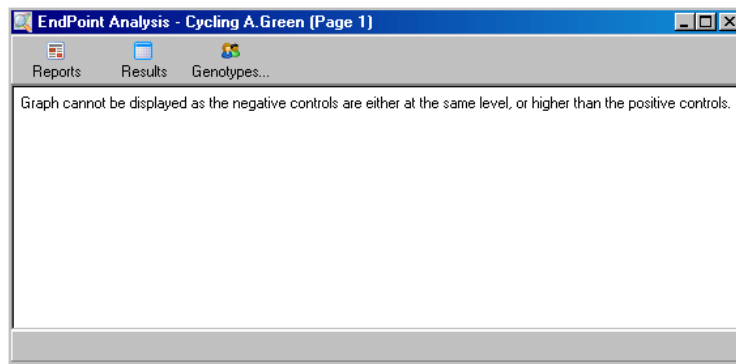 EndPoint Analysis - Cycling A.Green (Page 1)
Reports Results Genotypes...
Graph cannot be displayed as the negative controls are either at the same level, or higher than the positive controls.